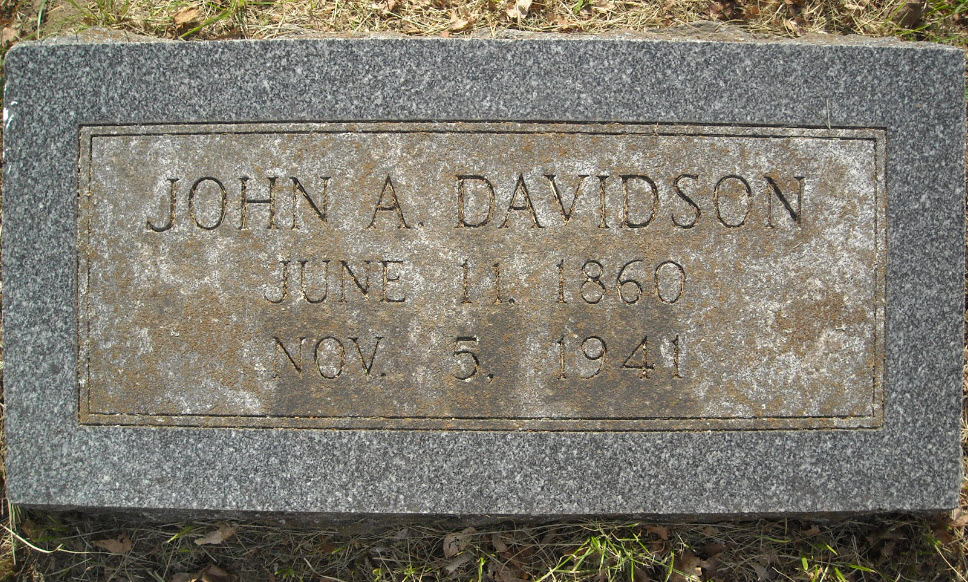 JOHN A. DAVIDSON
JUNE 11, 1860
NOV. 5, 1941